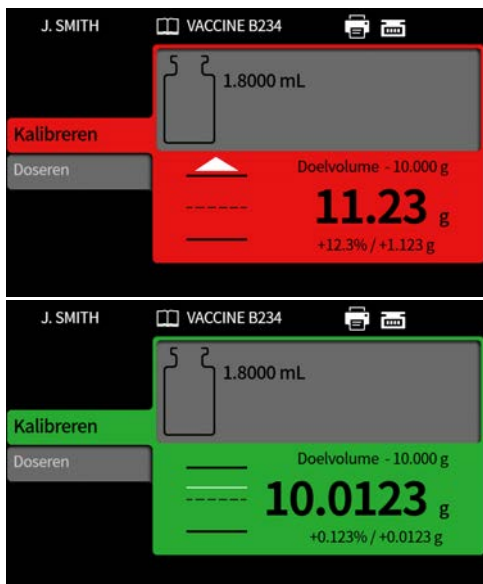 J. SMITH VACCINE B234
1.8000 mL
Kalibreren
Doseren
Doelvolume - 10.000 g
11.23 g
+12.3% / +1.123 g
J. SMITH VACCINE B234
1.8000 mL
Kalibreren
Doseren
Doelvolume - 10.000 g
10.0123 g
+0.123% / +0.0123 g